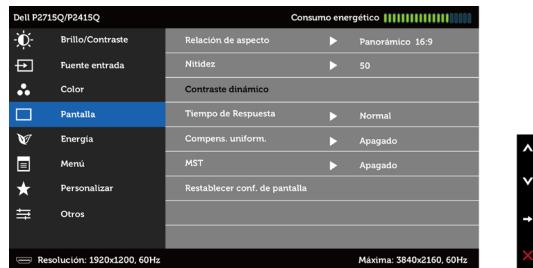 Dell P2715Q/P2415Q Consumo energético
Brillo/Contraste Relación de aspecto Panorámico 16:9
Fuente entrada Nitidez 50
Color Contraste dinámico
Pantalla Tiempo de Respuesta Normal
Energía Compens. uniform. Apagado
Menú MST Apagado
Personalizar Restablecer conf. de pantalla
Otros
Resolución: 1920x1200, 60Hz Máxima: 3840x2160, 60Hz